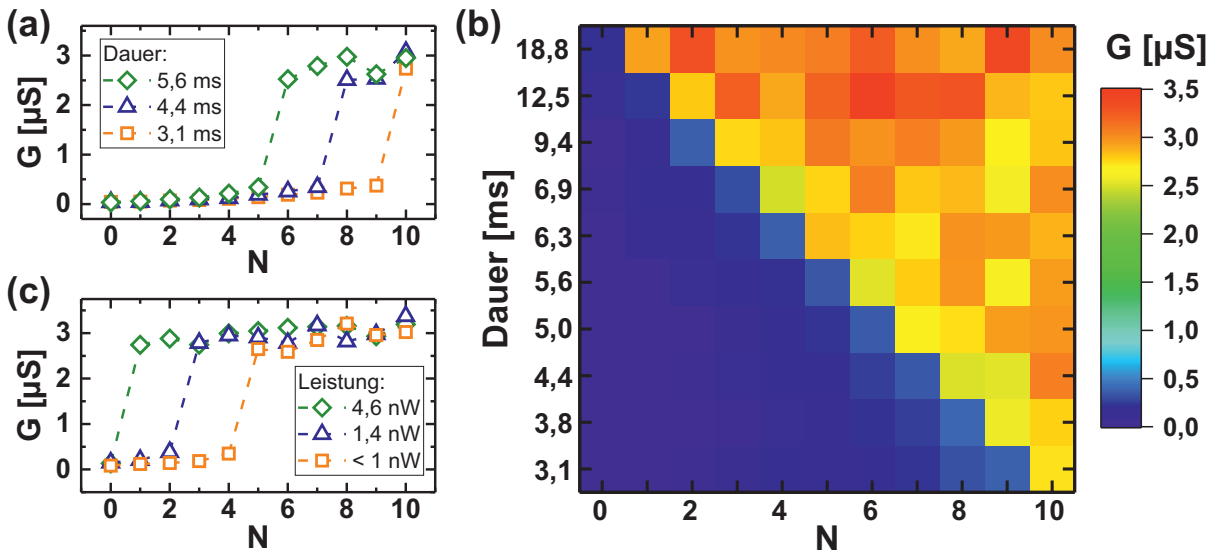 (a)
G [µS]
3
2
1
0
Dauer:
5,6 ms
4,4 ms
3,1 ms
0 2 4 6 8 10
N
(c)
G [µS]
3
2
1
0
Leistung:
4,6 nW
1,4 nW
< 1 nW
0 2 4 6 8 10
N
(b)
Dauer [ms]
18,8
12,5
9,4
6,9
6,3
5,6
5,0
4,4
3,8
3,1
0 2 4 6 8 10
N
G [µS]
3,5
3,0
2,5
2,0
1,5
1,0
0,5
0,0